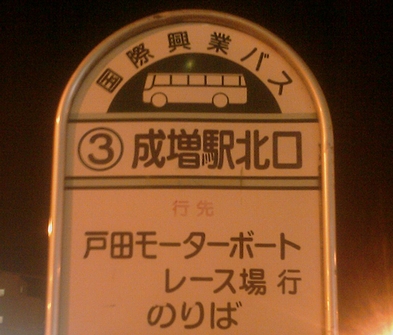 国際興業バス
③成増駅北口
行先
戸田モーターボート
レース場 行
のりば